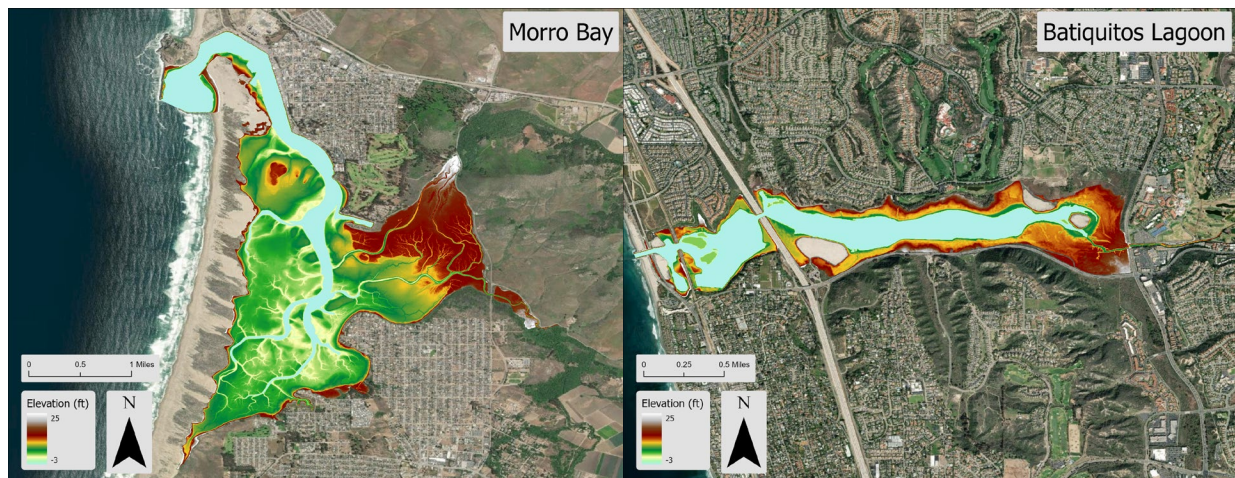 Morro Bay
0 0.5 1 Miles
Elevation (ft)
25
-3
N
Batiquitos Lagoon
0 0.25 0.5 Miles
Elevation (ft)
25
-3
N